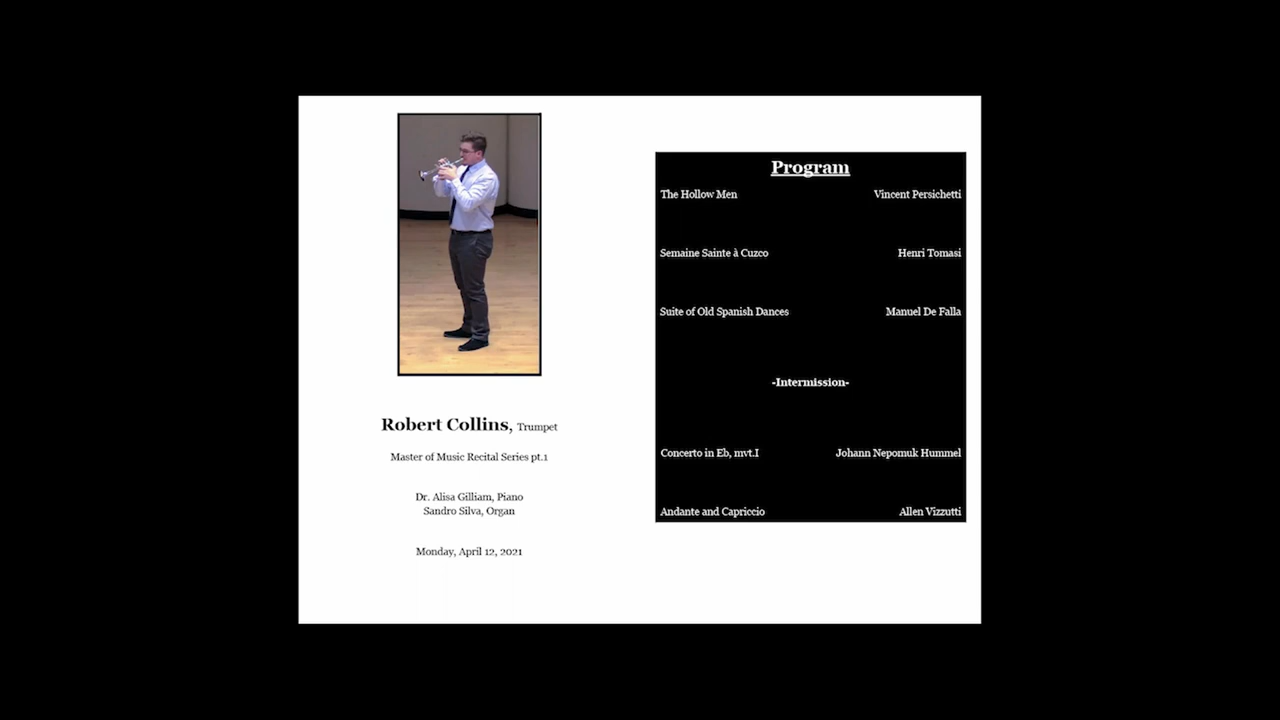 Robert Collins, Trumpet
Master of Music Recital Series pt.1
Dr. Alisa Gilliam, Piano
Sandro Silva, Organ
Monday, April 12, 2021
Program
The Hollow Men Vincent Persichetti
Semaine Sainte à Cuzco Henri Tomasi
Suite of Old Spanish Dances Manuel De Falla
-Intermission-
Concerto in Eb, mvt.I Johann Nepomuk Hummel
Andante and Capriccio Allen Vizzutti